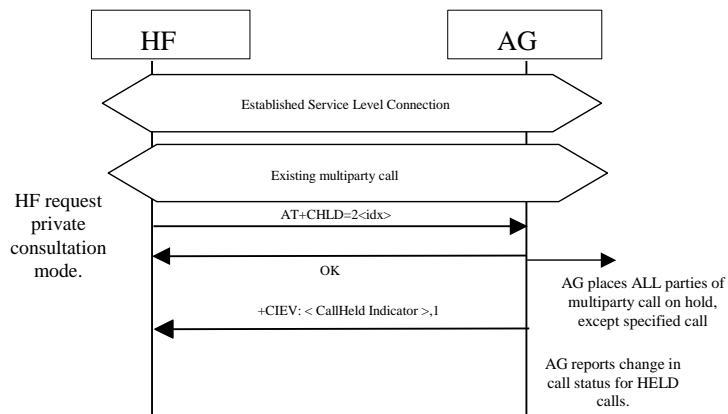 HF
AG
Established Service Level Connection
Existing multiparty call
HF request
private
consultation
mode.
AT+CHLD=2<idx>
OK
AG places ALL parties of
multiparty call on hold,
except specified call
+CIEV: < CallHeld Indicator >,1
AG reports change in
call status for HELD
calls.